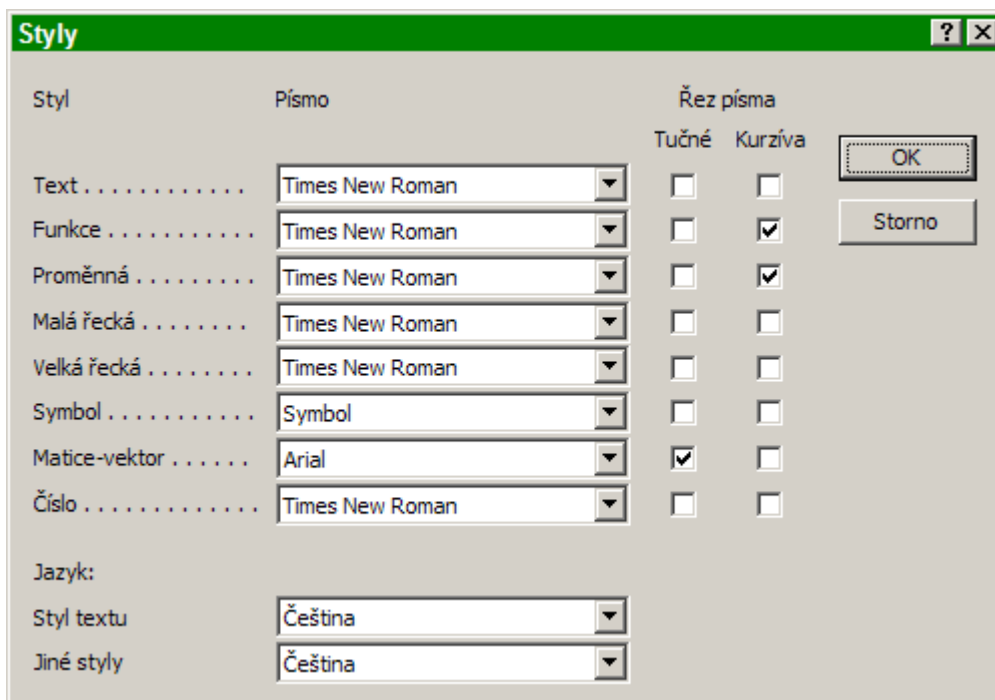 Styly
Styl Písmo Řez písma
Tučné Kurzíva
OK
Text . . . . . . . . . . . . Times New Roman
Funkce . . . . . . . . . . . Times New Roman
Storno
Proměnná . . . . . . . . . Times New Roman
Malá řecká . . . . . . . . Times New Roman
Velká řecká . . . . . . . . Times New Roman
Symbol . . . . . . . . . . . Symbol
Matice-vektor . . . . . . Arial
Číslo . . . . . . . . . . . . . Times New Roman
Jazyk:
Styl textu Čeština
Jiné styly Čeština